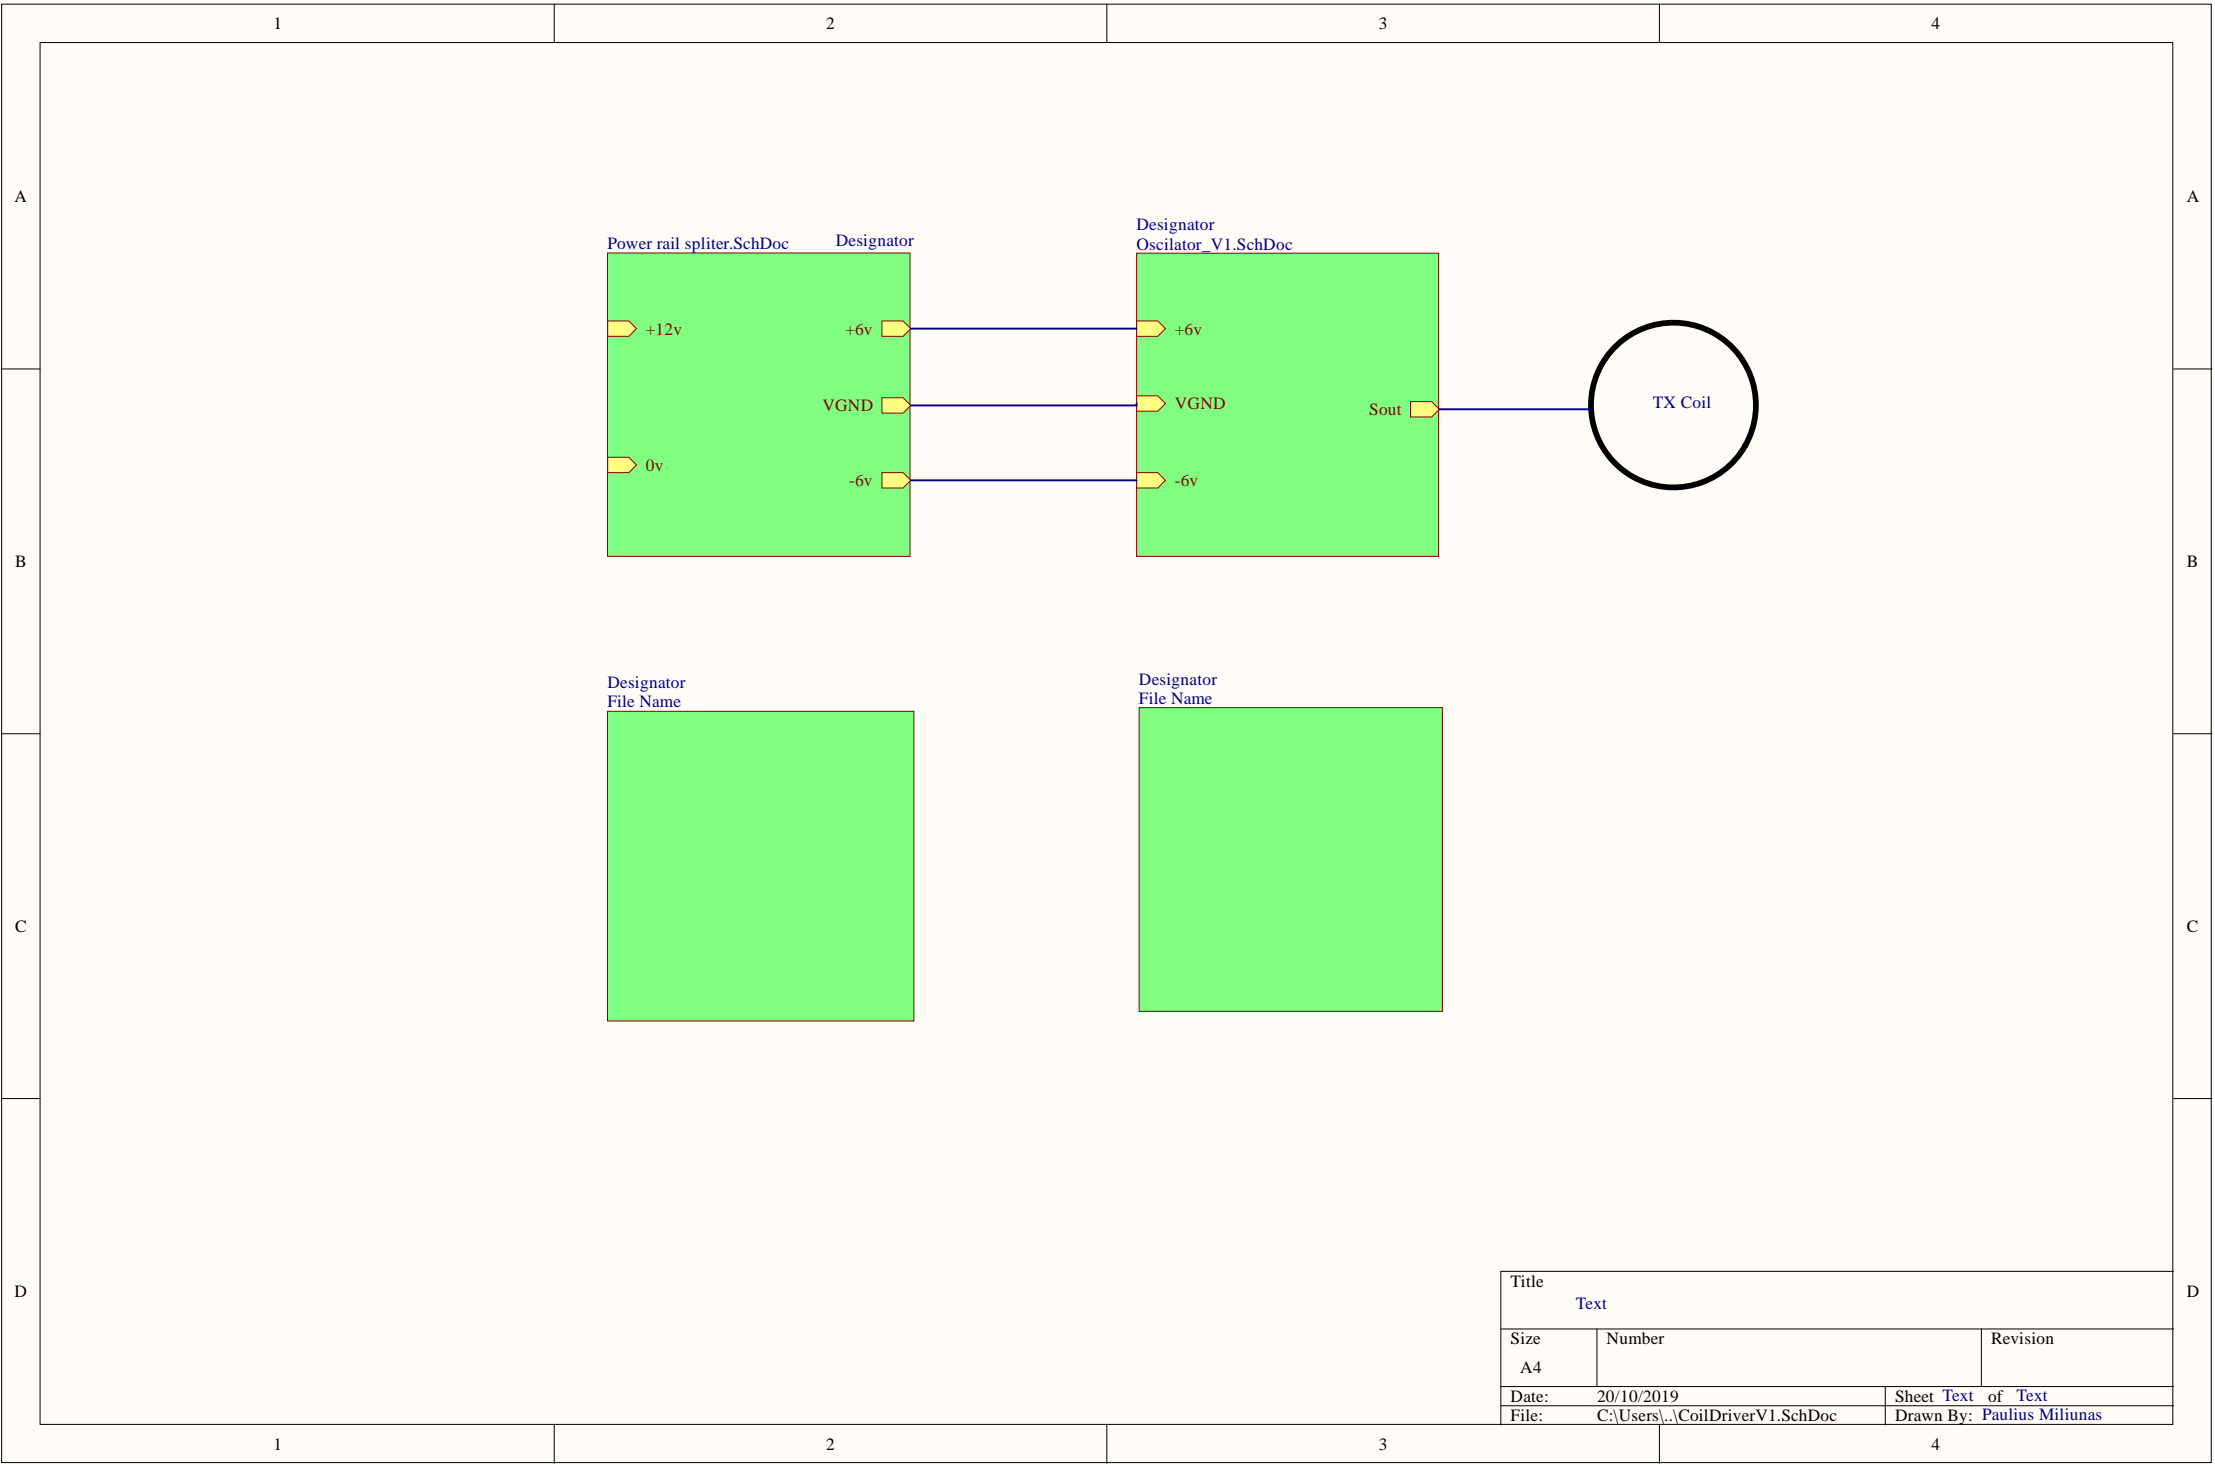 1 2 3 4
A A
Designator
Power rail spliter.SchDoc Designator
Oscilator_V1.SchDoc
+12v +6v +6v
VGND VGND Sout TX Coil
0v
-6v -6v
B B
Designator Designator
File Name File Name
C C
D D
Title
Text
Size Number Revision
A4
Date: 20/10/2019 Sheet Text of Text
File: C:\Users\..\CoilDriverV1.SchDoc Drawn By: Paulius Miliunas
1 2 3 4